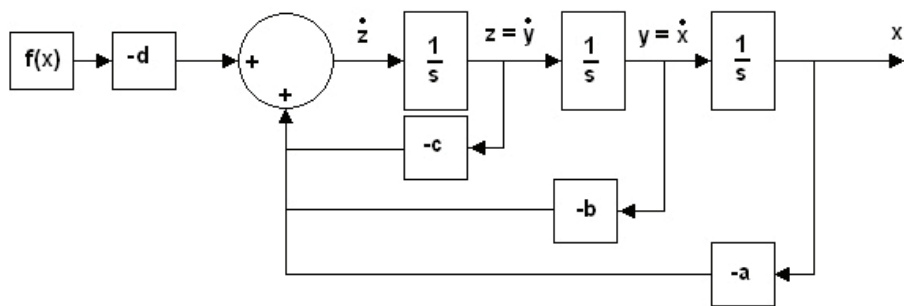 f(x)
-d
+
+
ż
1
s
z = ẏ
1
s
y = ẋ
1
s
x
-c
-b
-a